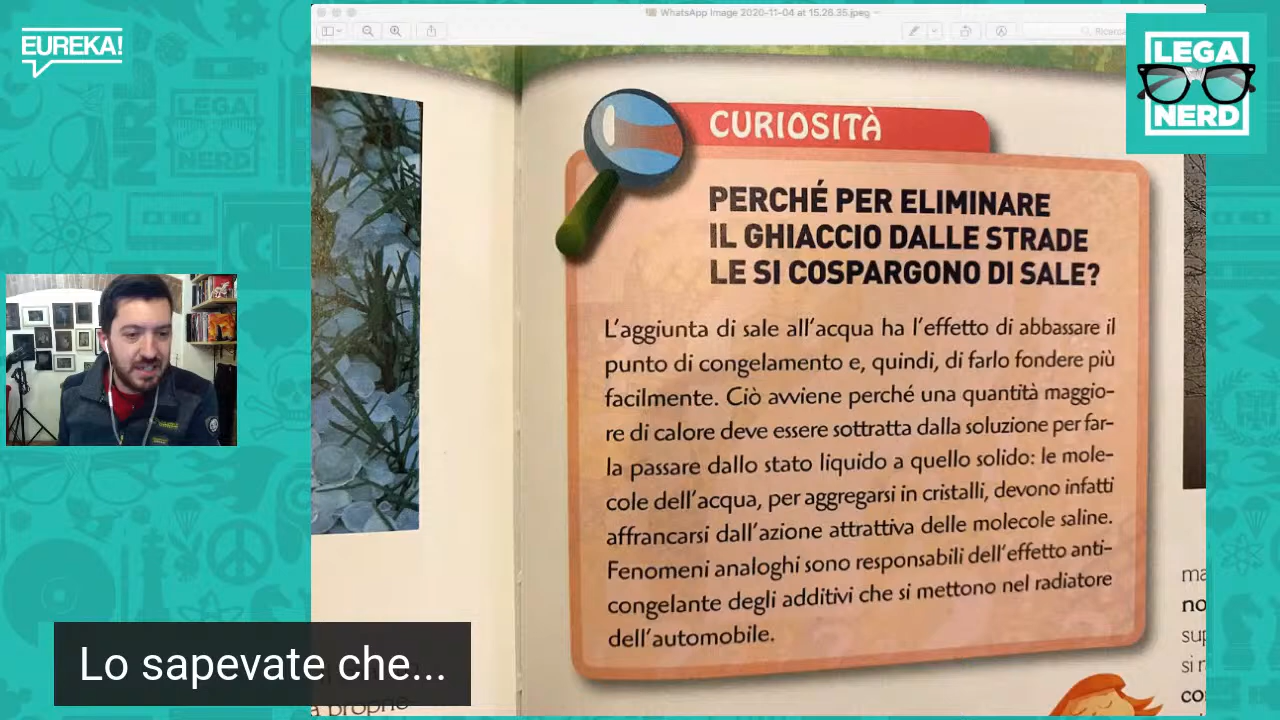 WhatsApp Image 2020-11-04 at 15.26.35.jpeg
EUREKA!
LEGA
NERD
CURIOSITÀ
PERCHÉ PER ELIMINARE
IL GHIACCIO DALLE STRADE
LE SI COSPARGONO DI SALE?
L'aggiunta di sale all'acqua ha l'effetto di abbassare il
punto di congelamento e, quindi, di farlo fondere più
facilmente. Ciò avviene perché una quantità maggio-
re di calore deve essere sottratta dalla soluzione per far-
la passare dallo stato liquido a quello solido: le mole-
cole dell'acqua, per aggregarsi in cristalli, devono infatti
affrancarsi dall'azione attrattiva delle molecole saline.
Fenomeni analoghi sono responsabili dell'effetto anti-
congelante degli additivi che si mettono nel radiatore
dell'automobile.
Lo sapevate che...